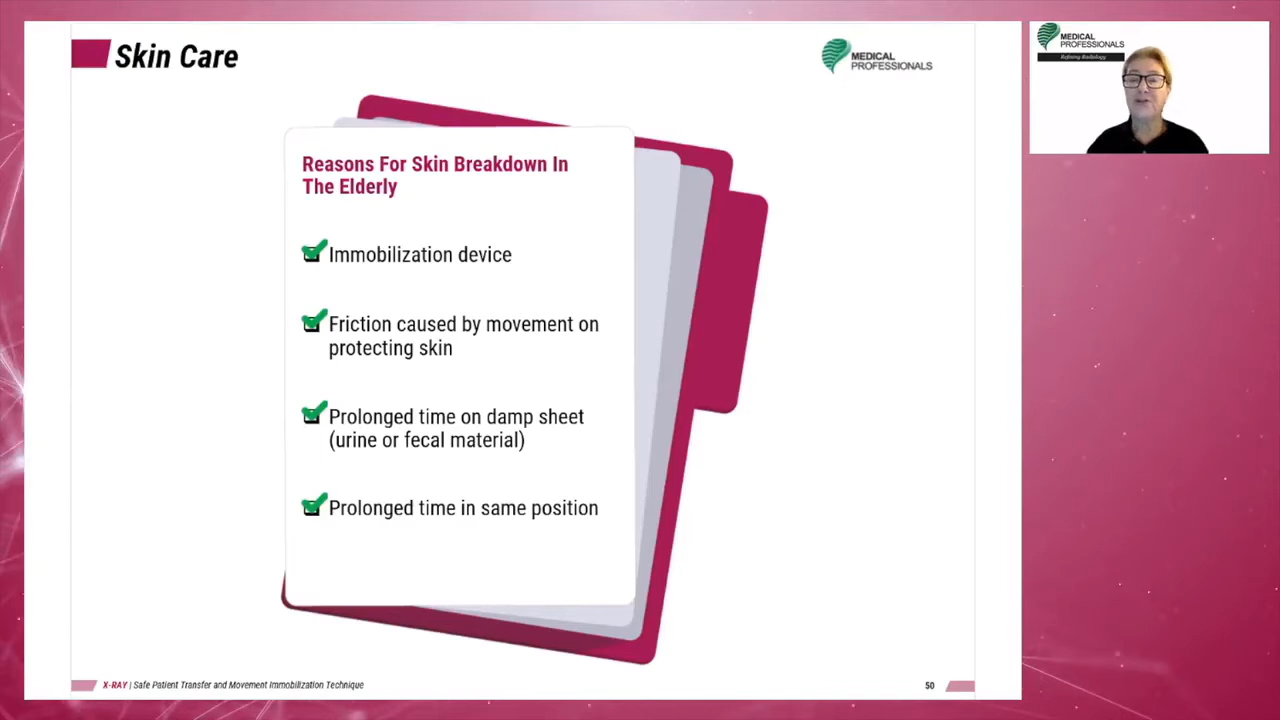 Skin Care
MEDICAL
PROFESSIONALS
Reasons For Skin Breakdown In
The Elderly
Immobilization device
Friction caused by movement on
protecting skin
Prolonged time on damp sheet
(urine or fecal material)
Prolonged time in same position
X-RAY | Safe Patient Transfer and Movement Immobilization Technique
50
MEDICAL
PROFESSIONALS
Refining Radiology